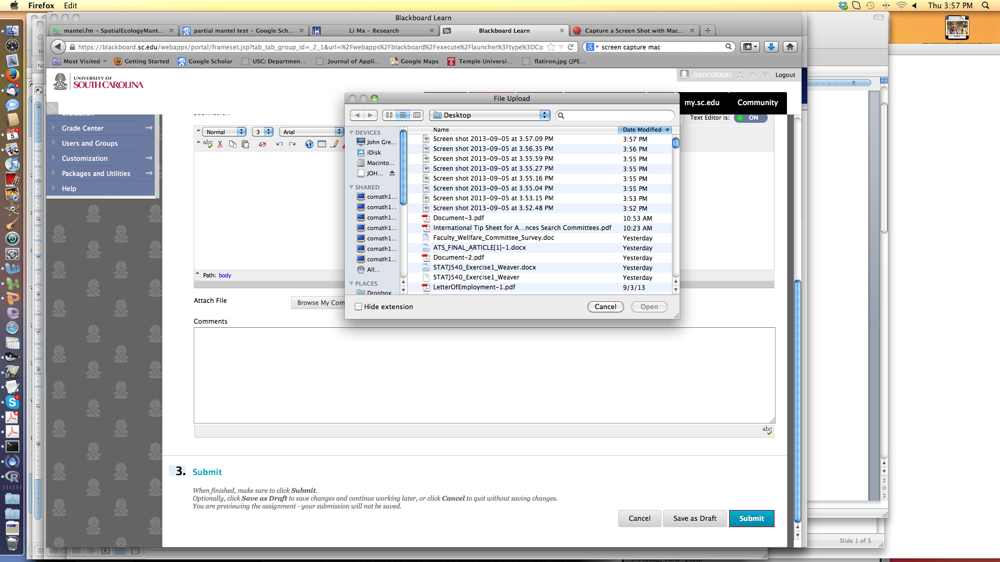 Firefox Edit
Thu 3:57 PM
Blackboard Learn
mantel.fm – SpatialEcologyMant...
partial mantel test – Google Sch...
Li Ma – Research
Blackboard Learn
Capture a Screen Shot with Mac...
https://blackboard.sc.edu/webapps/portal/frameset.jsp?tab_tab_group_id=_2_1&url=%2Fwebapps%2Fblackboard%2Fexecute%2Flauncher%3Ftype%3DCo
screen capture mac
Most Visited
Getting Started
Google Scholar
USC: Departmen...
Journal of Appli...
Google Maps
Temple Universi...
flatiron.jpg (JPE...
UNIVERSITY OF
SOUTH CAROLINA
JOHN GREGO
Logout
my.sc.edu
Community
Evaluation
Grade Center
Users and Groups
Customization
Packages and Utilities
Help
Submission
Text Editor is: ON
Normal
3
Arial
abc
Path: body
File Upload
Desktop
DEVICES
John Gre...
iDisk
Macinto...
JOH...
SHARED
comath1...
comath1...
comath1...
comath1...
comath1...
comath1...
comath1...
All...
PLACES
Dropbox
Name Date Modified
Screen shot 2013-09-05 at 3.57.09 PM 3:57 PM
Screen shot 2013-09-05 at 3.56.35 PM 3:56 PM
Screen shot 2013-09-05 at 3.55.59 PM 3:55 PM
Screen shot 2013-09-05 at 3.55.27 PM 3:55 PM
Screen shot 2013-09-05 at 3.55.16 PM 3:55 PM
Screen shot 2013-09-05 at 3.55.04 PM 3:55 PM
Screen shot 2013-09-05 at 3.53.15 PM 3:53 PM
Screen shot 2013-09-05 at 3.52.48 PM 3:52 PM
Document-3.pdf 10:53 AM
International Tip Sheet for A...nces Search Committees.pdf 10:23 AM
Faculty_Wellfare_Committee_Survey.doc Yesterday
ATS_FINAL_ARTICLE[1]-1.docx Yesterday
Document-2.pdf Yesterday
STATJ540_Exercise1_Weaver.docx Yesterday
STATJ540_Exercise1_Weaver Yesterday
LetterOfEmployment-1.pdf 9/3/13
Hide extension
Cancel
Open
Attach File
Browse My Com
Comments
abc
3. Submit
When finished, make sure to click Submit.
Optionally, click Save as Draft to save changes and continue working later, or click Cancel to quit without saving changes.
You are previewing the assignment - your submission will not be saved.
Cancel
Save as Draft
Submit
Slide 1 of 5